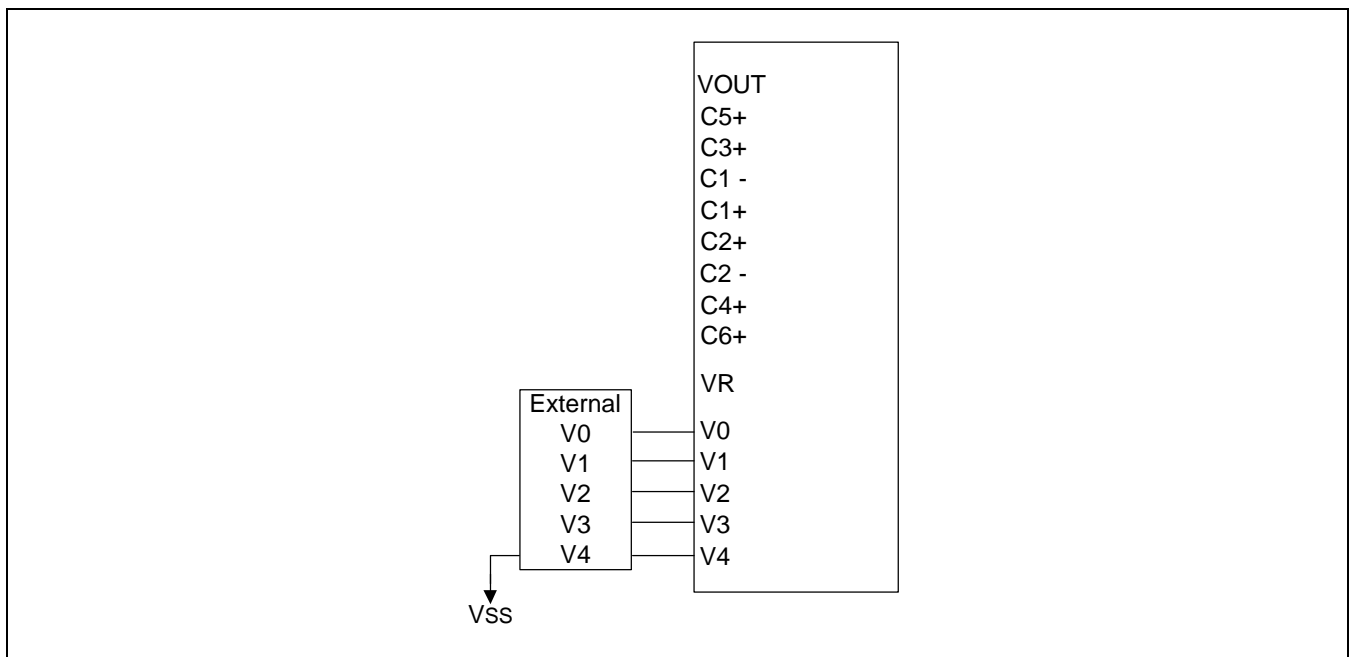 VOUT
C5+
C3+
C1 -
C1+
C2+
C2 -
C4+
C6+
VR
V0
V1
V2
V3
V4
External
V0
V1
V2
V3
V4
VSS